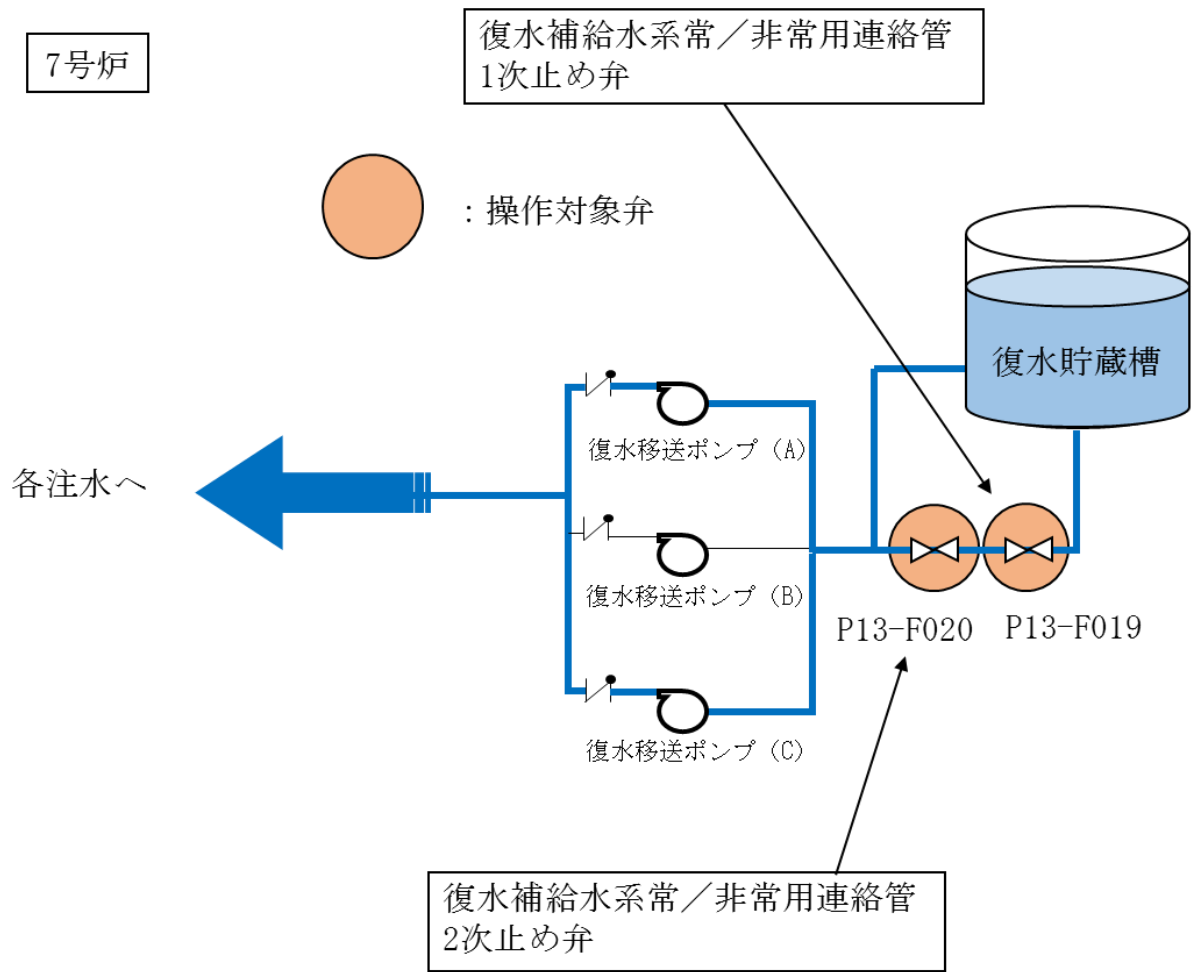 7号炉
復水補給水系常／非常用連絡管
1次止め弁
：操作対象弁
復水貯蔵槽
復水移送ポンプ（A）
各注水へ
復水移送ポンプ（B）
P13-F020
P13-F019
復水移送ポンプ（C）
復水補給水系常／非常用連絡管
2次止め弁